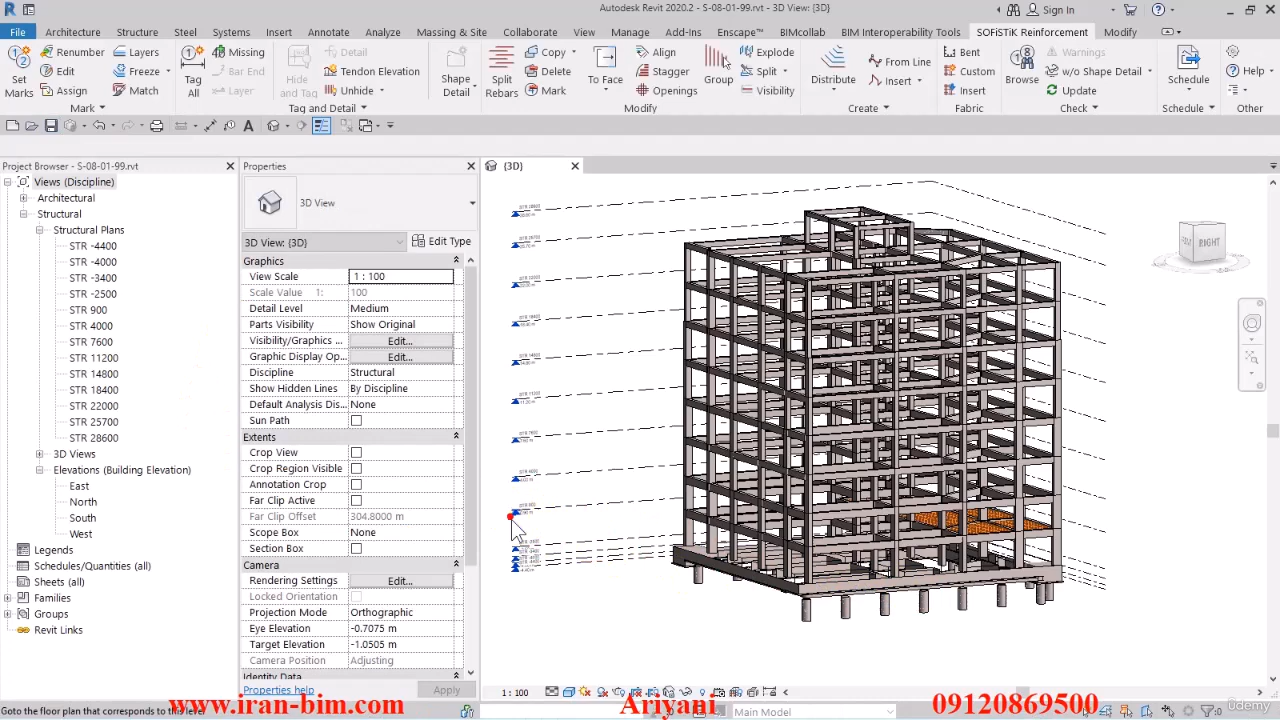 Autodesk Revit 2020.2 - S-08-01-99.rvt - 3D View: {3D}
Sign In
File Architecture Structure Steel Systems Insert Annotate Analyze Massing & Site Collaborate View Manage Add-Ins Enscape™ BIMcollab BIM Interoperability Tools SOFiSTiK Reinforcement Modify
Set Marks
Renumber
Edit
Assign
Layers
Freeze
Match
Mark
Tag All
Missing
Bar End
Layer
Hide and Tag
Detail
Tendon Elevation
Unhide
Tag and Detail
Shape Detail
Split Rebars
Copy
Delete
Mark
To Face
Align
Stagger
Openings
Group
Explode
Split
Visibility
Modify
Distribute
From Line
Insert
Create
Bent
Custom
Insert
Fabric
Browse
Warnings
w/o Shape Detail
Update
Check
Schedule
Schedule
Help
Other
Project Browser - S-08-01-99.rvt
Views (Discipline)
Architectural
Structural
Structural Plans
STR -4400
STR -4000
STR -3400
STR -2500
STR 900
STR 4000
STR 7600
STR 11200
STR 14800
STR 18400
STR 22000
STR 25700
STR 28600
3D Views
Elevations (Building Elevation)
East
North
South
West
Legends
Schedules/Quantities (all)
Sheets (all)
Families
Groups
Revit Links
Properties
3D View
3D View: {3D} Edit Type
Graphics
View Scale 1 : 100
Scale Value 1: 100
Detail Level Medium
Parts Visibility Show Original
Visibility/Graphics ... Edit...
Graphic Display Op... Edit...
Discipline Structural
Show Hidden Lines By Discipline
Default Analysis Dis... None
Sun Path
Extents
Crop View
Crop Region Visible
Annotation Crop
Far Clip Active
Far Clip Offset 304.8000 m
Scope Box None
Section Box
Camera
Rendering Settings Edit...
Locked Orientation
Projection Mode Orthographic
Eye Elevation -0.7075 m
Target Elevation -1.0505 m
Camera Position Adjusting
Identity Data
Properties help Apply
{3D}
RIGHT
1 : 100
www.iran-bim.com Ariyani 09120869500
Goto the floor plan that corresponds to this level
Main Model
:0
Udemy